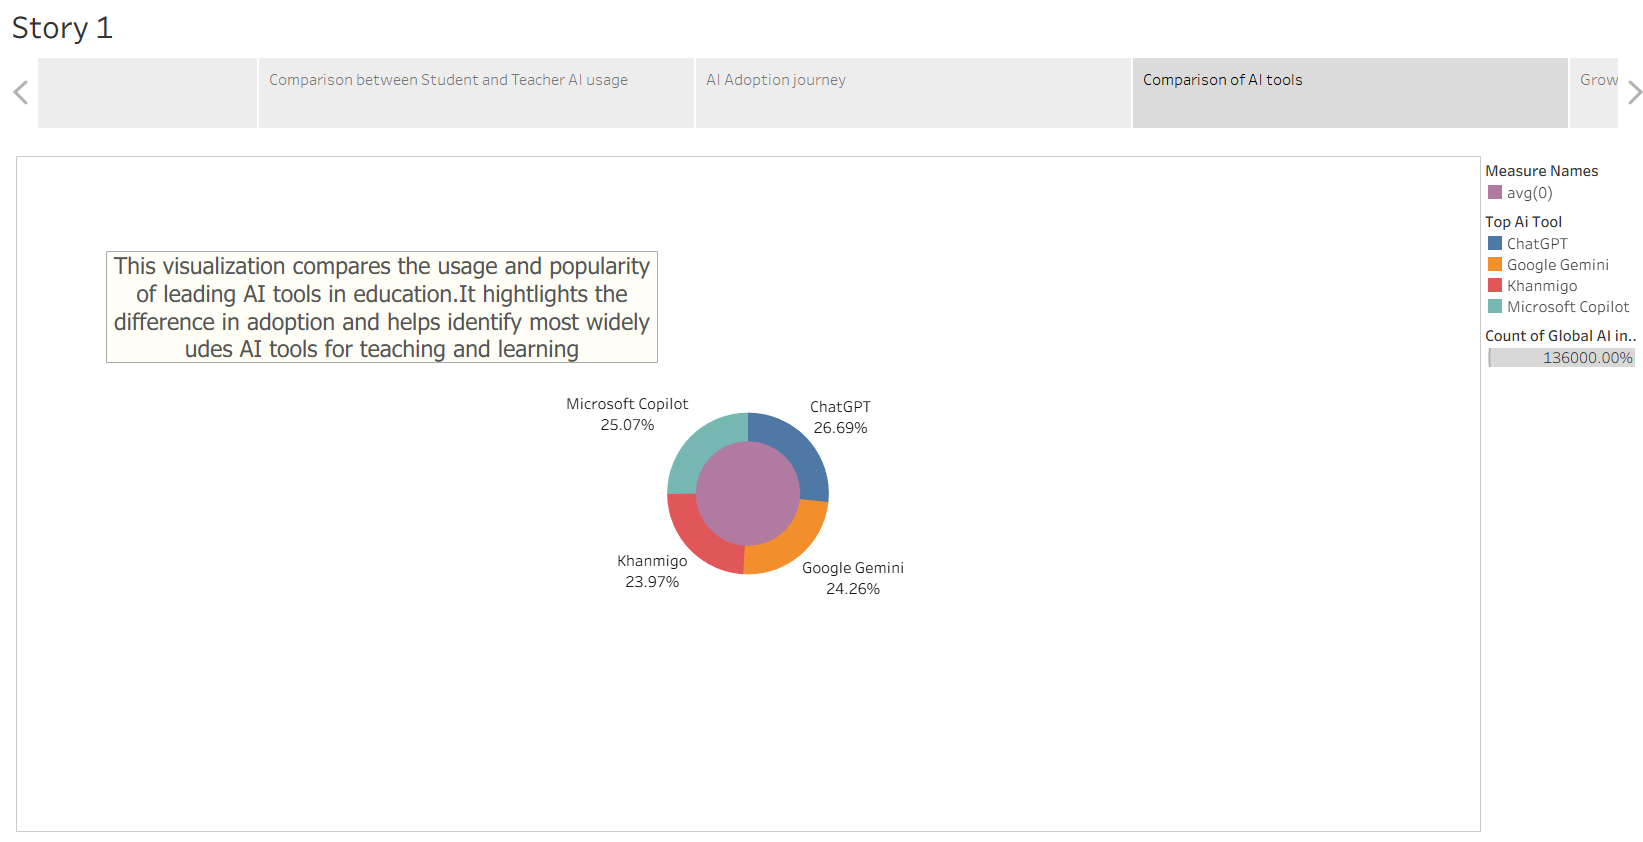 Story 1
Comparison between Student and Teacher AI usage
AI Adoption journey
Comparison of AI tools
Grow
This visualization compares the usage and popularity
of leading AI tools in education.It hightlights the
difference in adoption and helps identify most widely
udes AI tools for teaching and learning
Microsoft Copilot
25.07%
ChatGPT
26.69%
Khanmigo
23.97%
Google Gemini
24.26%
Measure Names
avg(0)
Top Ai Tool
ChatGPT
Google Gemini
Khanmigo
Microsoft Copilot
Count of Global AI in..
136000.00%